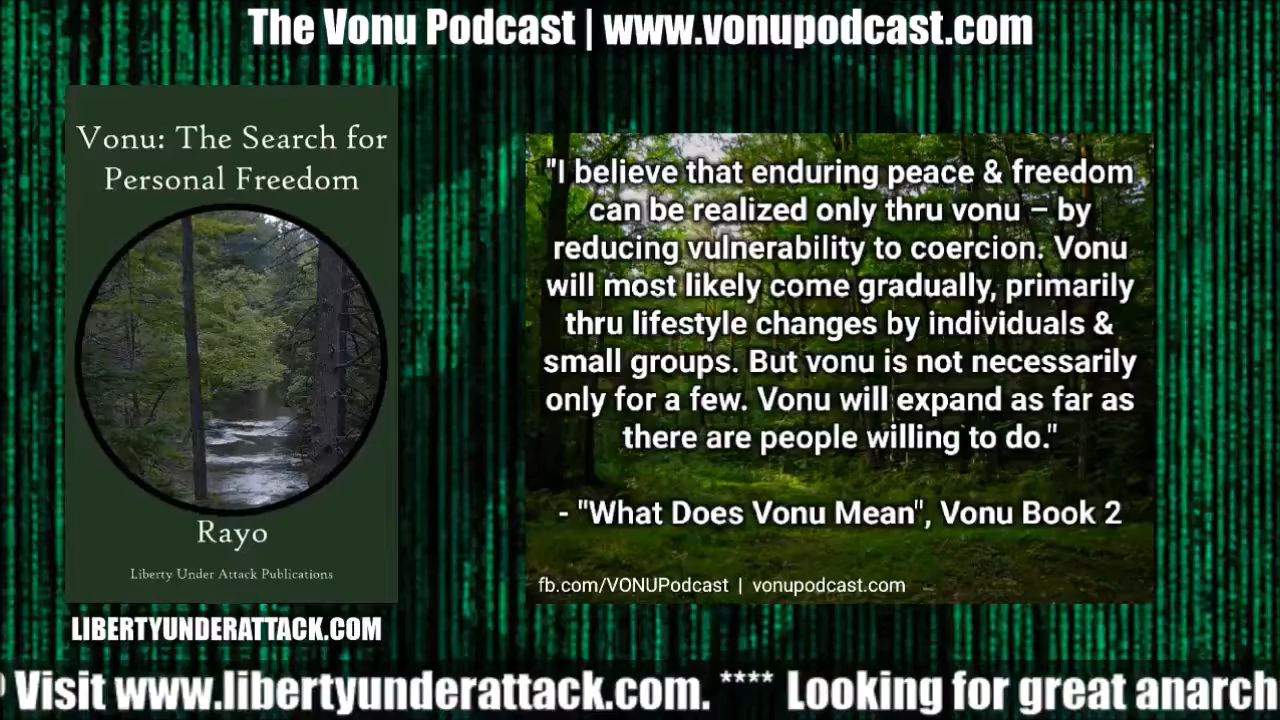 The Vonu Podcast | www.vonupodcast.com
Vonu: The Search for
Personal Freedom
Rayo
Liberty Under Attack Publications
LIBERTYUNDERATTACK.COM
"I believe that enduring peace & freedom
can be realized only thru vonu – by
reducing vulnerability to coercion. Vonu
will most likely come gradually, primarily
thru lifestyle changes by individuals &
small groups. But vonu is not necessarily
only for a few. Vonu will expand as far as
there are people willing to do."
- "What Does Vonu Mean", Vonu Book 2
fb.com/VONUPodcast | vonupodcast.com
Visit www.libertyunderattack.com. **** Looking for great anarch